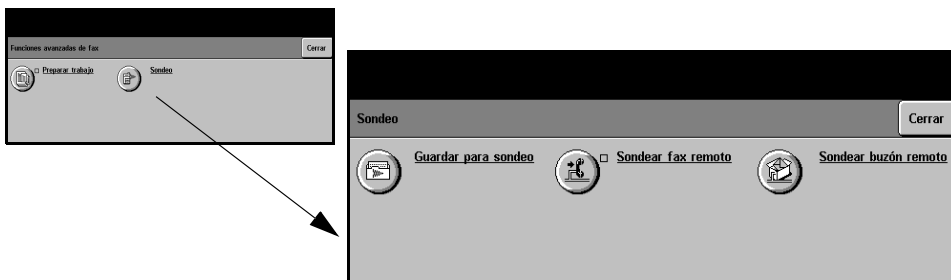 Funciones avanzadas de fax
Cerrar
Preparar trabajo
Sondeo
Sondeo
Cerrar
Guardar para sondeo
Sondear fax remoto
Sondear buzón remoto